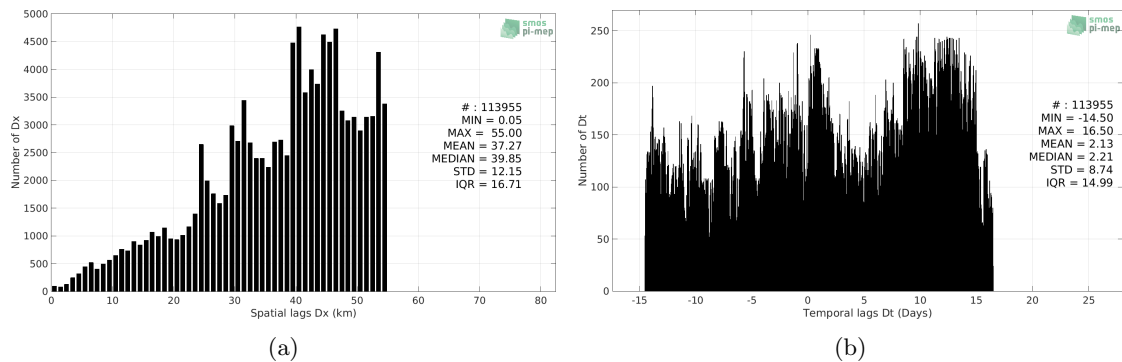 5000
4500
4000
3500
3000
2500
2000
1500
1000
500
0
Number of Dx
smos
pi-mep
# : 113955
MIN = 0.05
MAX = 55.00
MEAN = 37.27
MEDIAN = 39.85
STD = 12.15
IQR = 16.71
0 10 20 30 40 50 60 70 80
Spatial lags Dx (km)
(a)
250
200
150
100
50
0
Number of Dt
smos
pi-mep
# : 113955
MIN = -14.50
MAX = 16.50
MEAN = 2.13
MEDIAN = 2.21
STD = 8.74
IQR = 14.99
-15 -10 -5 0 5 10 15 20 25
Temporal lags Dt (Days)
(b)